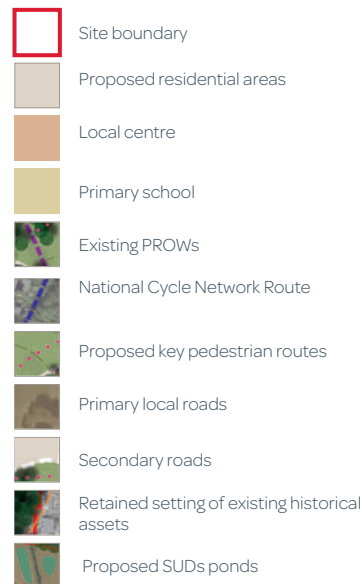 Site boundary
Proposed residential areas
Local centre
Primary school
Existing PROWs
National Cycle Network Route
Proposed key pedestrian routes
Primary local roads
Secondary roads
Retained setting of existing historical
assets
Proposed SUDs ponds